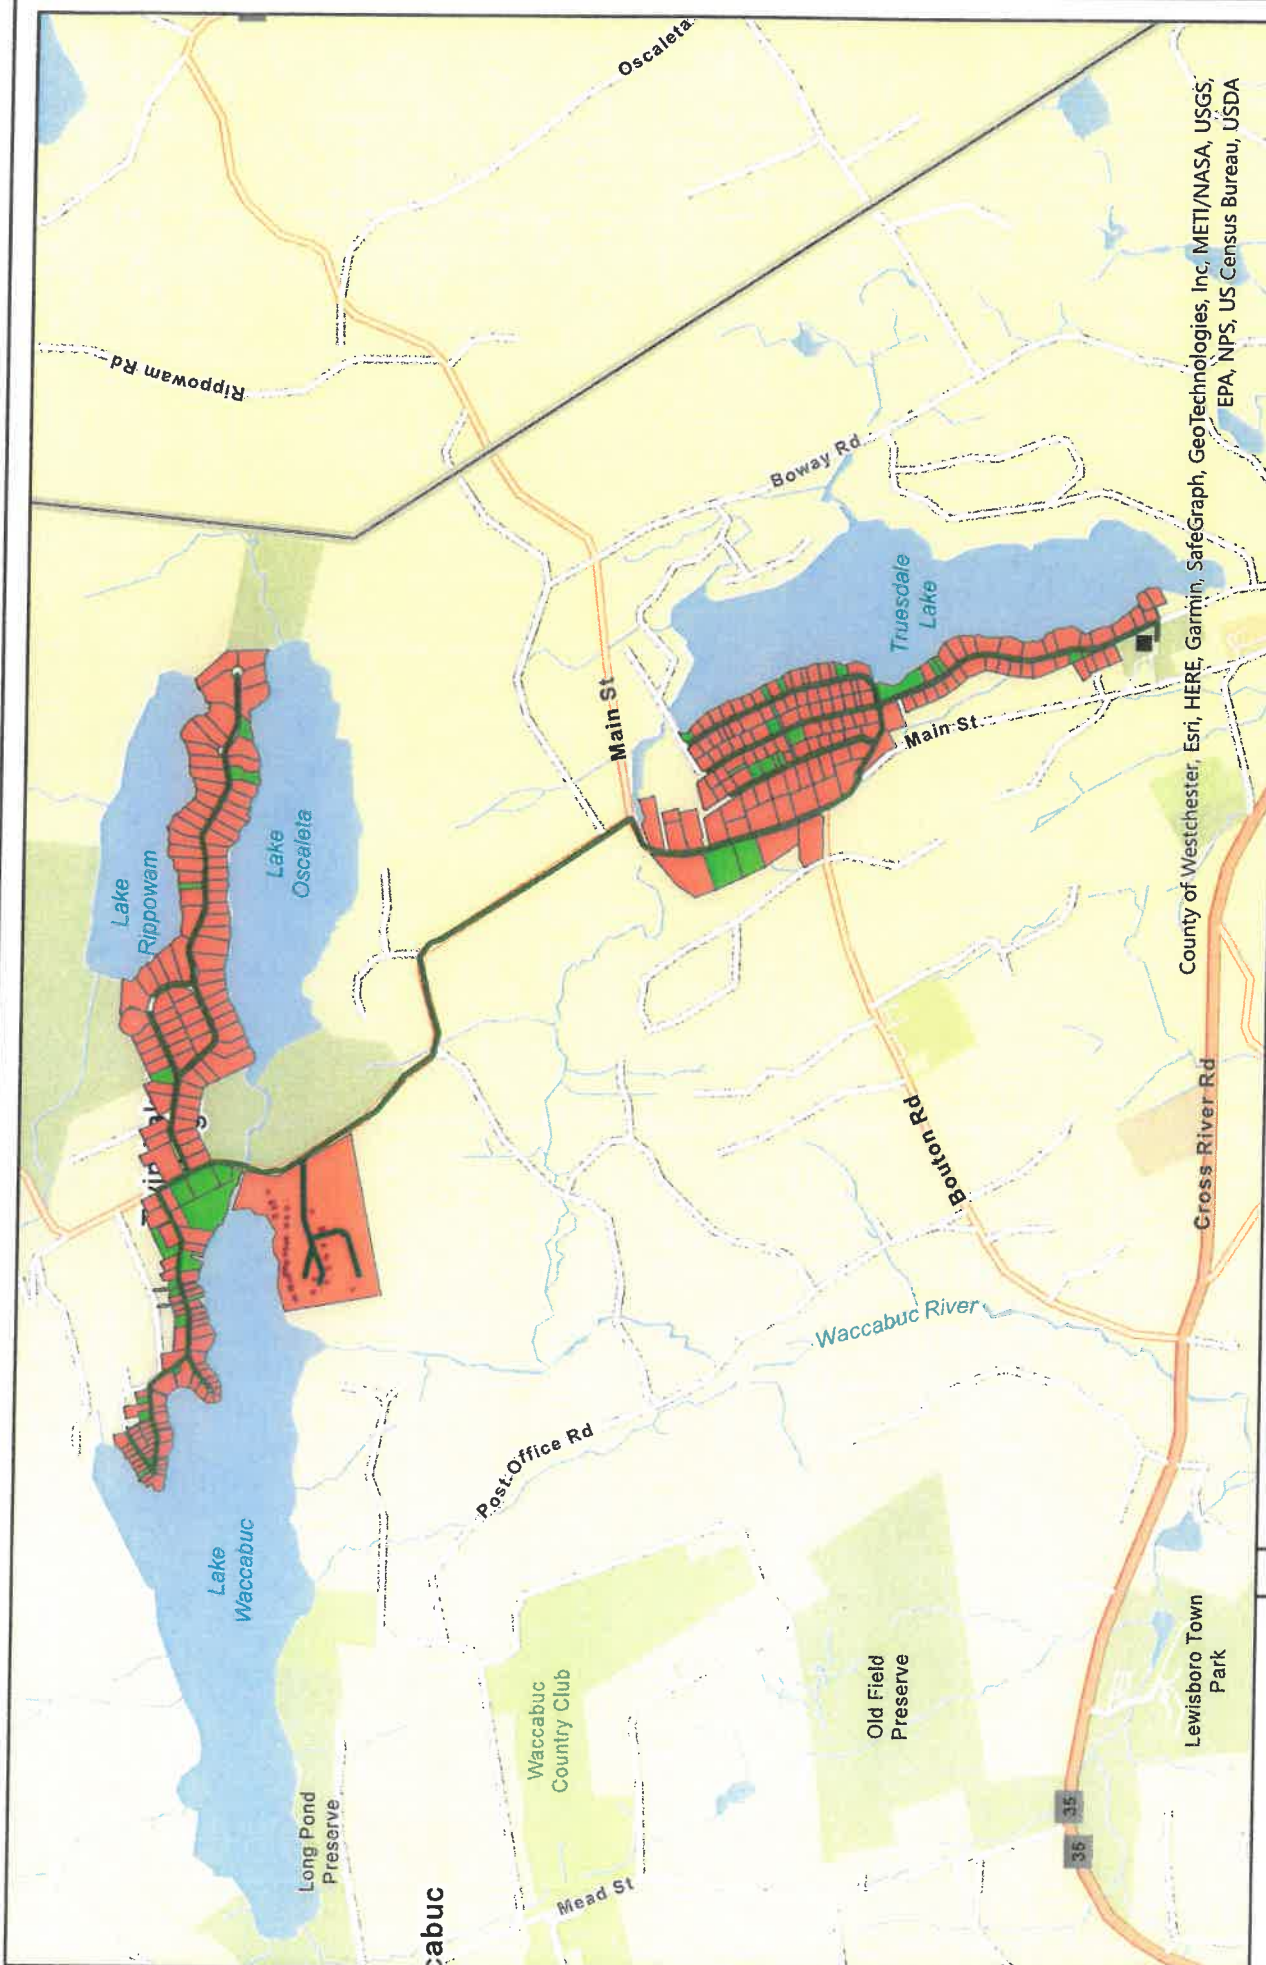 Oscaleta
Rippowam Rd
Boway Rd
Lake
Rippowam
Lake
Oscaleta
Truesdale
Lake
Main St
Main St
Bouton Rd
Cross River Rd
Waccabuc River
Post Office Rd
Lake
Waccabuc
Long Pond
Preserve
Waccabuc
Country Club
Old Field
Preserve
Lewisboro Town
Park
Mead St
cabuc
35
35
County of Westchester, Esri, HERE, Garmin, SafeGraph, GeoTechnologies, Inc, METI/NASA, USGS,
EPA, NPS, US Census Bureau, USDA